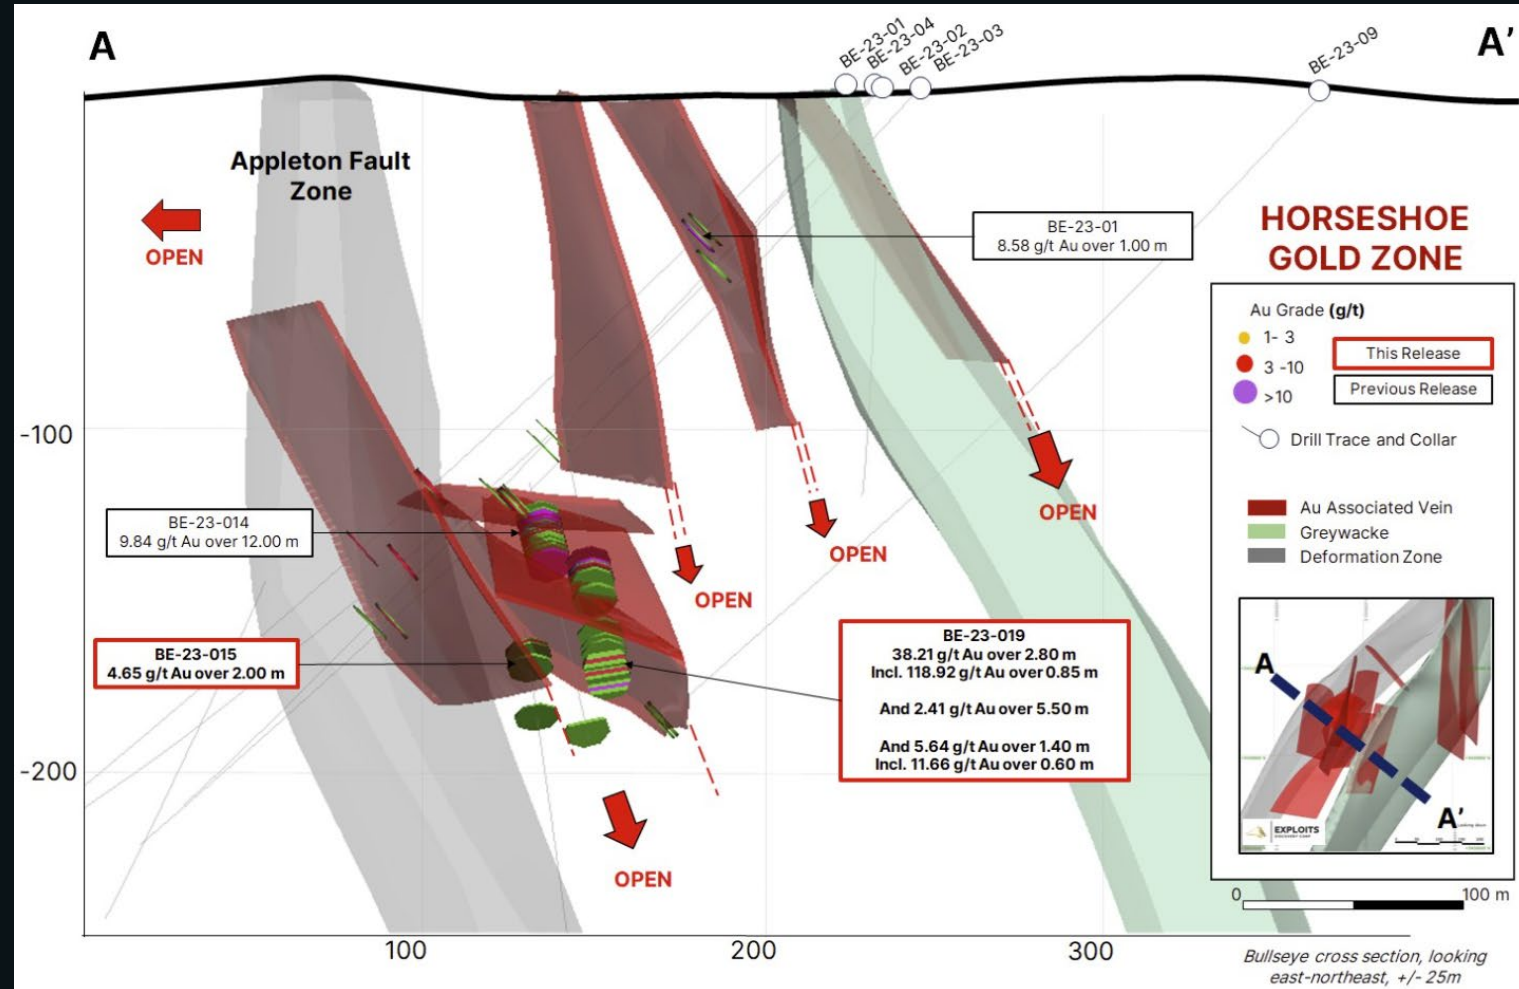 A
BE-23-01
BE-23-04
BE-23-02
BE-23-03
BE-23-09
A’
Appleton Fault
Zone
OPEN
BE-23-01
8.58 g/t Au over 1.00 m
HORSESHOE
GOLD ZONE
Au Grade (g/t)
1- 3
3 -10
>10
This Release
Previous Release
Drill Trace and Collar
Au Associated Vein
Greywacke
Deformation Zone
-100
OPEN
OPEN
OPEN
BE-23-014
9.84 g/t Au over 12.00 m
BE-23-015
4.65 g/t Au over 2.00 m
BE-23-019
38.21 g/t Au over 2.80 m
Incl. 118.92 g/t Au over 0.85 m
And 2.41 g/t Au over 5.50 m
And 5.64 g/t Au over 1.40 m
Incl. 11.66 g/t Au over 0.60 m
-200
OPEN
A
A’
EXPLOITS
DISCOVERY CORP
0
100 m
100
200
300
Bullseye cross section, looking
east-northeast, +/- 25m